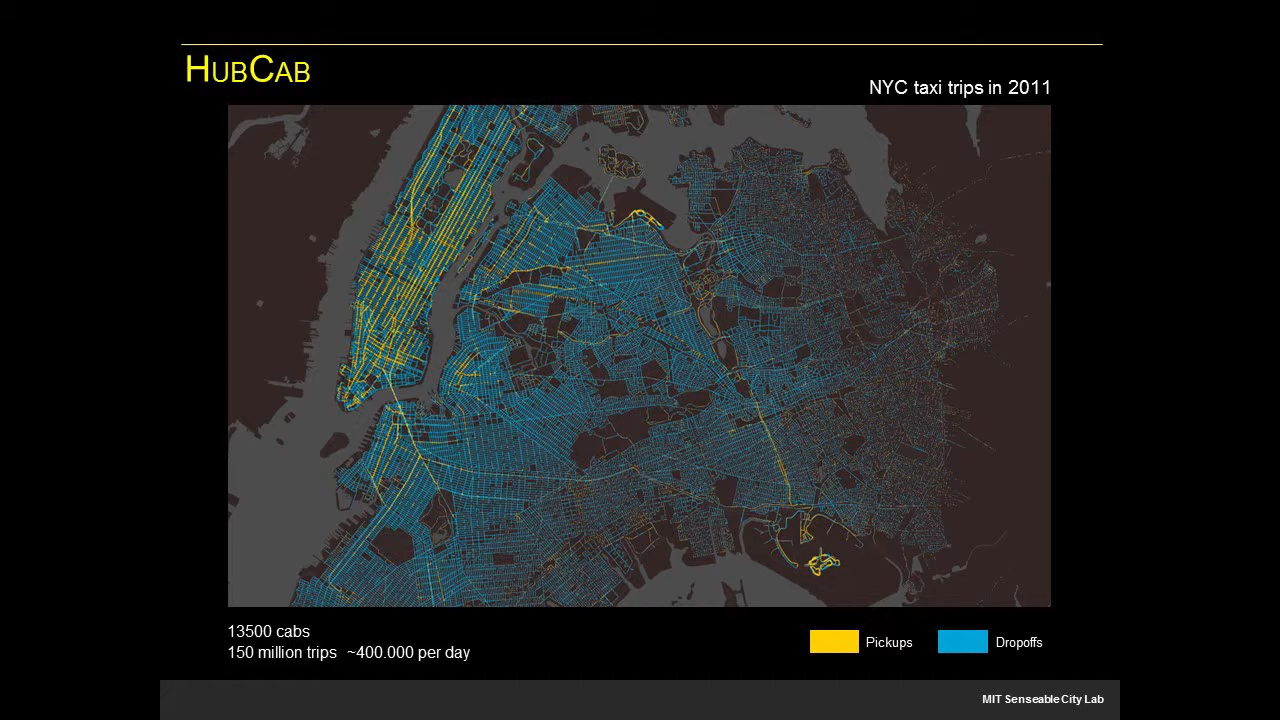 HUBCAB
NYC taxi trips in 2011
13500 cabs
150 million trips ~400.000 per day
Pickups
Dropoffs
MIT Senseable City Lab